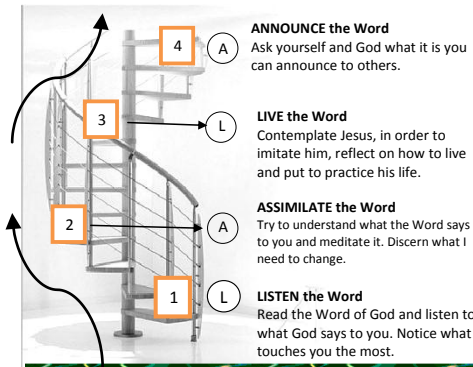 4
A
ANNOUNCE the Word
Ask yourself and God what it is you
can announce to others.
3
L
LIVE the Word
Contemplate Jesus, in order to
imitate him, reflect on how to live
and put to practice his life.
2
A
ASSIMILATE the Word
Try to understand what the Word says
to you and meditate it. Discern what I
need to change.
1
L
LISTEN the Word
Read the Word of God and listen to
what God says to you. Notice what
touches you the most.